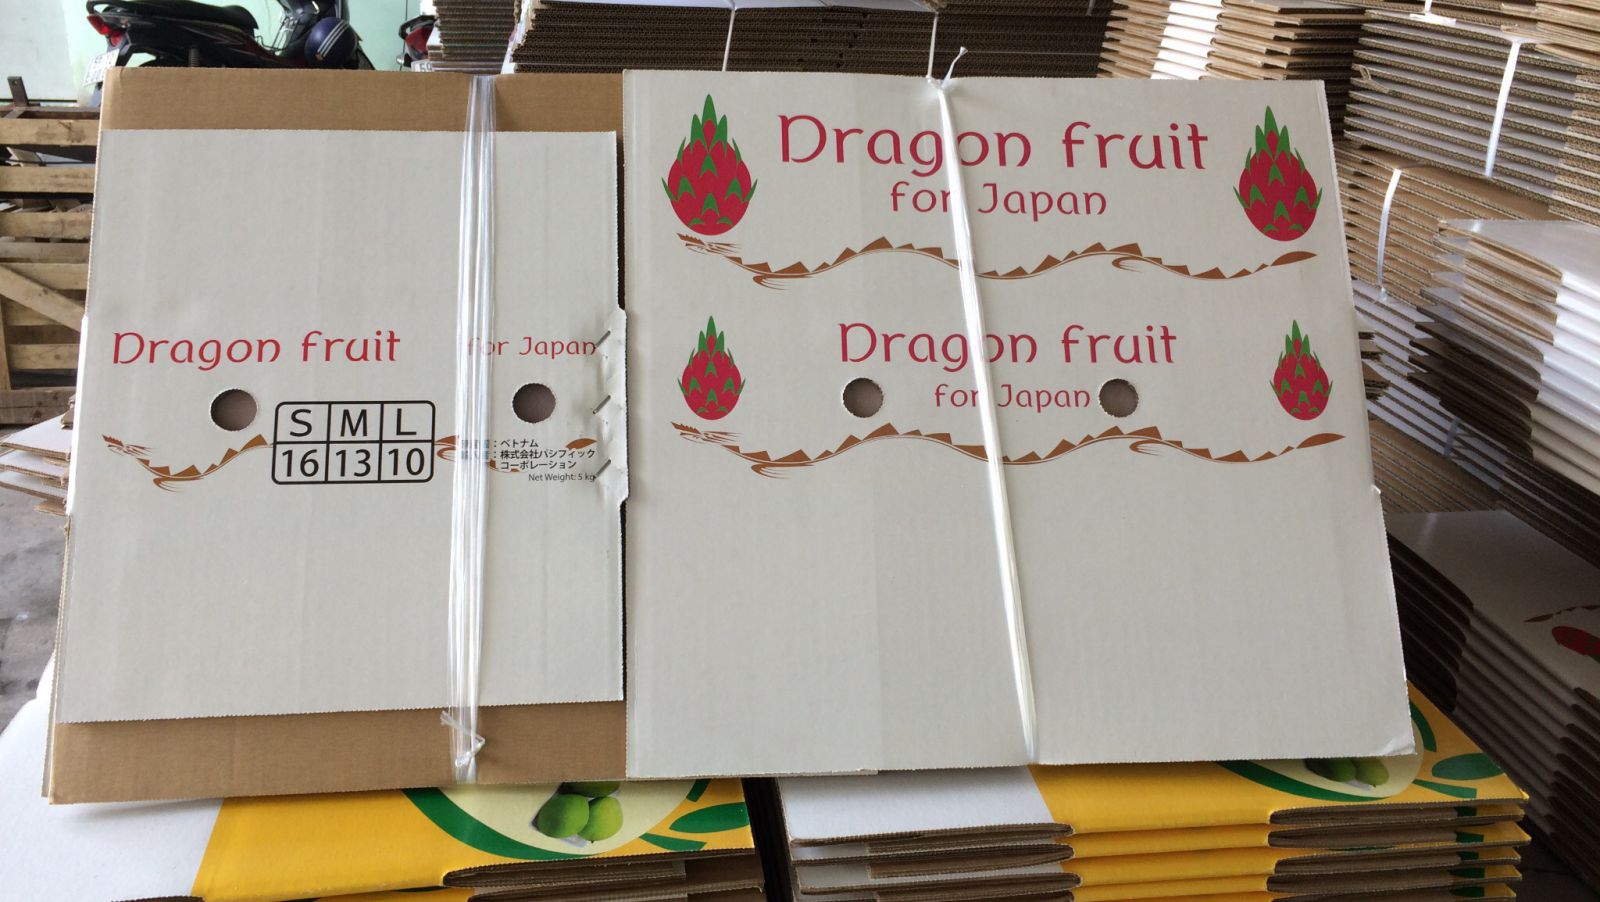 Dragon fruit for Japan
S M L
16 13 10
：ベトナム
：株式会社パシフィック
コーポレーション
Net Weight: 5 kg
Dragon fruit
for Japan
Dragon fruit
for Japan